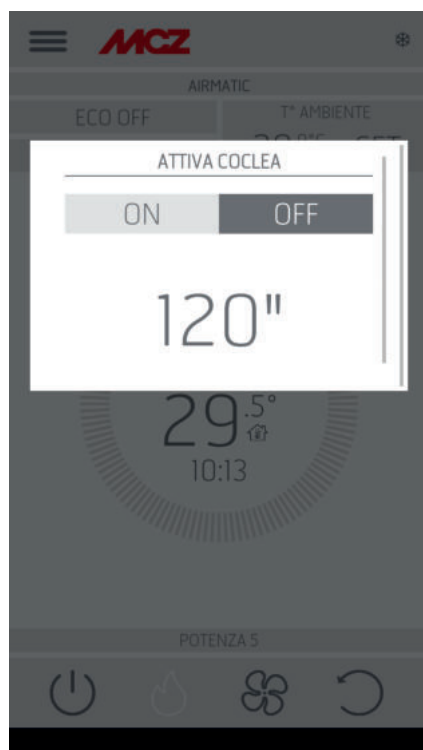 MCZ
AIRMATIC
ECO OFF
T° AMBIENTE
ATTIVA COCLEA
ON OFF
120"
29.5°
10:13
POTENZA 5